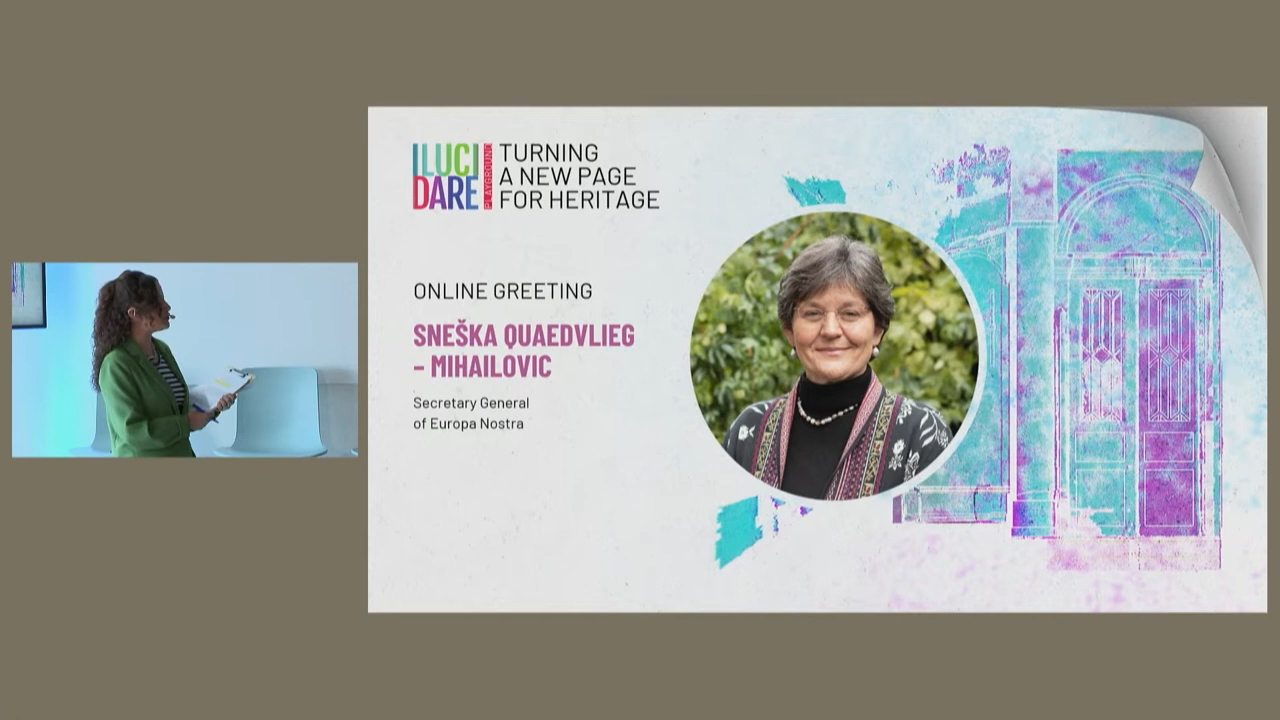 ILUCI
DARE
PLAYGROUND
TURNING
A NEW PAGE
FOR HERITAGE
ONLINE GREETING
SNEŠKA QUAEDVLIEG
– MIHAILOVIC
Secretary General
of Europa Nostra